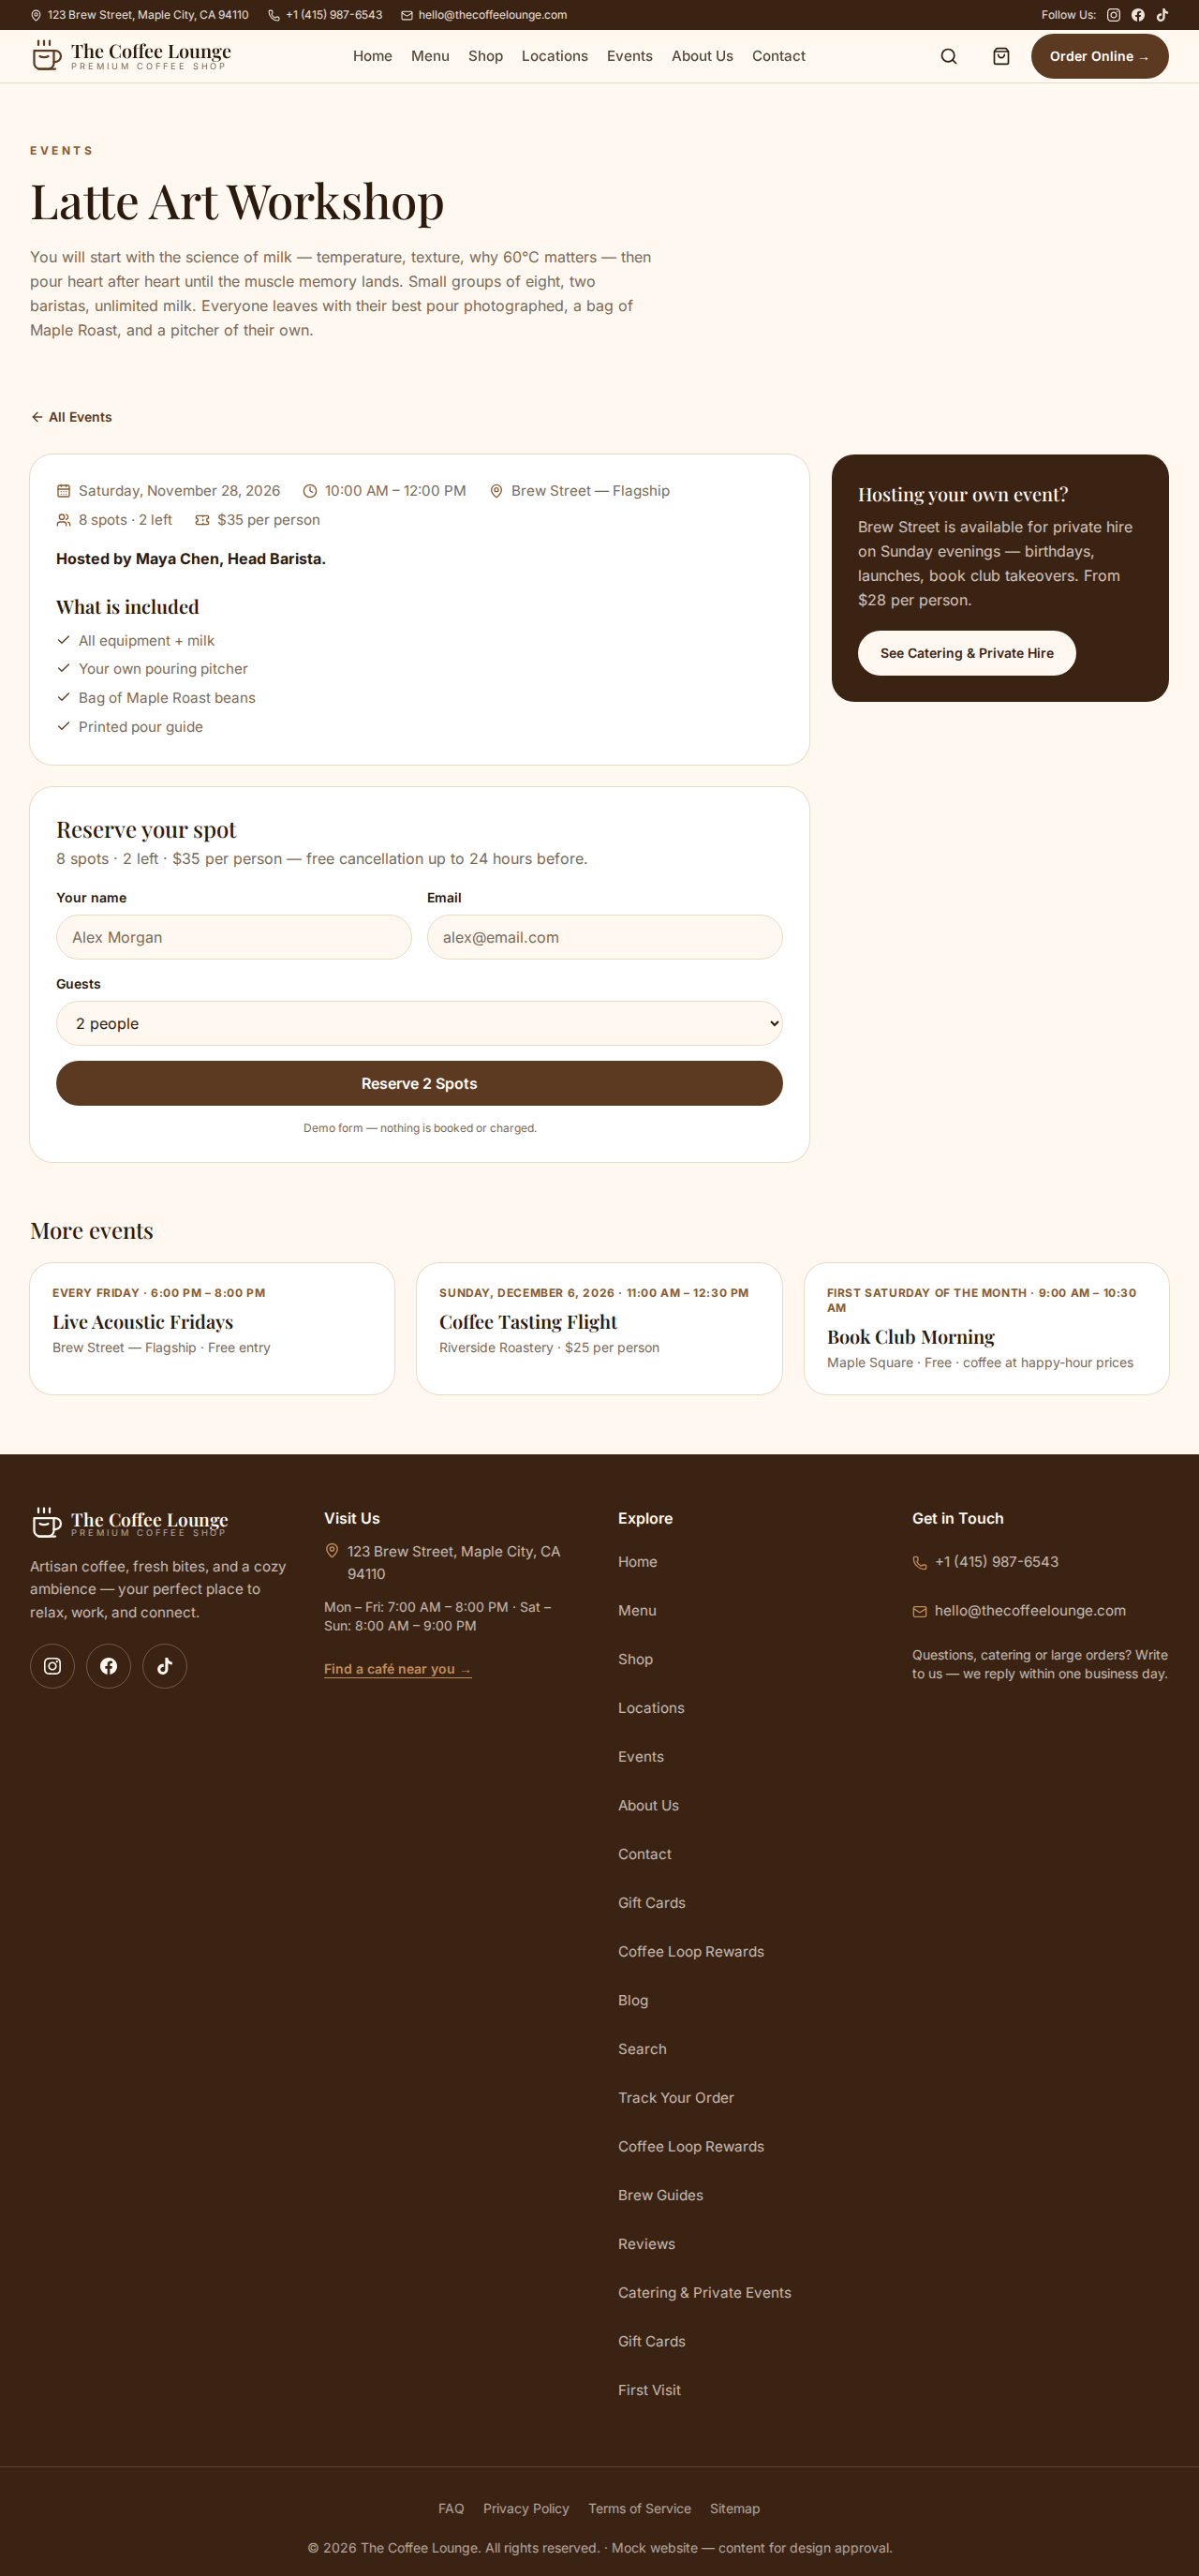 123 Brew Street, Maple City, CA 94110
+1 (415) 987-6543
hello@thecoffeelounge.com
Follow Us:
The Coffee Lounge
PREMIUM COFFEE SHOP
Home
Menu
Shop
Locations
Events
About Us
Contact
Order Online →
EVENTS
Latte Art Workshop
You will start with the science of milk — temperature, texture, why 60°C matters — then
pour heart after heart until the muscle memory lands. Small groups of eight, two
baristas, unlimited milk. Everyone leaves with their best pour photographed, a bag of
Maple Roast, and a pitcher of their own.
← All Events
Saturday, November 28, 2026
10:00 AM – 12:00 PM
Brew Street — Flagship
8 spots · 2 left
$35 per person
Hosted by Maya Chen, Head Barista.
What is included
All equipment + milk
Your own pouring pitcher
Bag of Maple Roast beans
Printed pour guide
Hosting your own event?
Brew Street is available for private hire
on Sunday evenings — birthdays,
launches, book club takeovers. From
$28 per person.
See Catering & Private Hire
Reserve your spot
8 spots · 2 left · $35 per person — free cancellation up to 24 hours before.
Your name
Email
Alex Morgan
alex@email.com
Guests
2 people
Reserve 2 Spots
Demo form — nothing is booked or charged.
More events
EVERY FRIDAY · 6:00 PM – 8:00 PM
Live Acoustic Fridays
Brew Street — Flagship · Free entry
SUNDAY, DECEMBER 6, 2026 · 11:00 AM – 12:30 PM
Coffee Tasting Flight
Riverside Roastery · $25 per person
FIRST SATURDAY OF THE MONTH · 9:00 AM – 10:30
AM
Book Club Morning
Maple Square · Free · coffee at happy-hour prices
The Coffee Lounge
PREMIUM COFFEE SHOP
Artisan coffee, fresh bites, and a cozy
ambience — your perfect place to
relax, work, and connect.
Visit Us
123 Brew Street, Maple City, CA
94110
Mon – Fri: 7:00 AM – 8:00 PM · Sat –
Sun: 8:00 AM – 9:00 PM
Find a café near you →
Explore
Home
Menu
Shop
Locations
Events
About Us
Contact
Gift Cards
Coffee Loop Rewards
Blog
Search
Track Your Order
Coffee Loop Rewards
Brew Guides
Reviews
Catering & Private Events
Gift Cards
First Visit
Get in Touch
+1 (415) 987-6543
hello@thecoffeelounge.com
Questions, catering or large orders? Write
to us — we reply within one business day.
FAQ
Privacy Policy
Terms of Service
Sitemap
© 2026 The Coffee Lounge. All rights reserved. · Mock website — content for design approval.